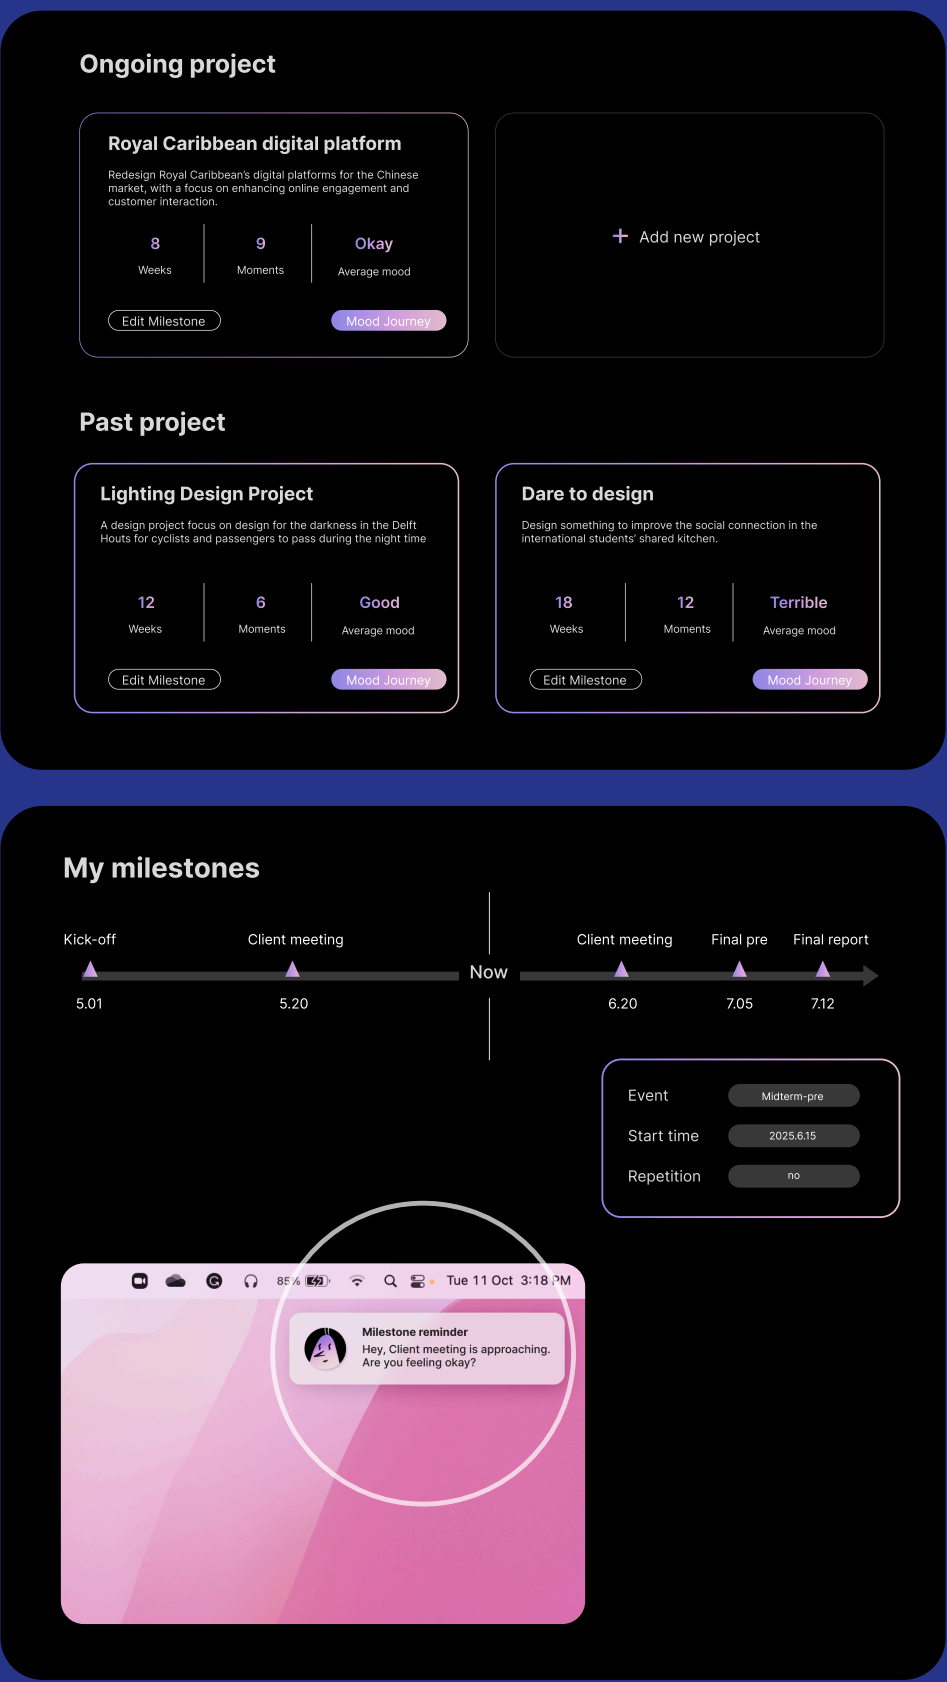 Ongoing project
Royal Caribbean digital platform
Redesign Royal Caribbean's digital platforms for the Chinese
market, with a focus on enhancing online engagement and
customer interaction.
8
Weeks
9
Moments
Okay
Average mood
Edit Milestone
Mood Journey
+ Add new project
Past project
Lighting Design Project
A design project focus on design for the darkness in the Delft
Houts for cyclists and passengers to pass during the night time
12
Weeks
6
Moments
Good
Average mood
Edit Milestone
Mood Journey
Dare to design
Design something to improve the social connection in the
international students' shared kitchen.
18
Weeks
12
Moments
Terrible
Average mood
Edit Milestone
Mood Journey
My milestones
Kick-off
5.01
Client meeting
5.20
Now
Client meeting
6.20
Final pre
7.05
Final report
7.12
Event Midterm-pre
Start time 2025.6.15
Repetition no
85% Tue 11 Oct 3:18 PM
Milestone reminder
Hey, Client meeting is approaching.
Are you feeling okay?